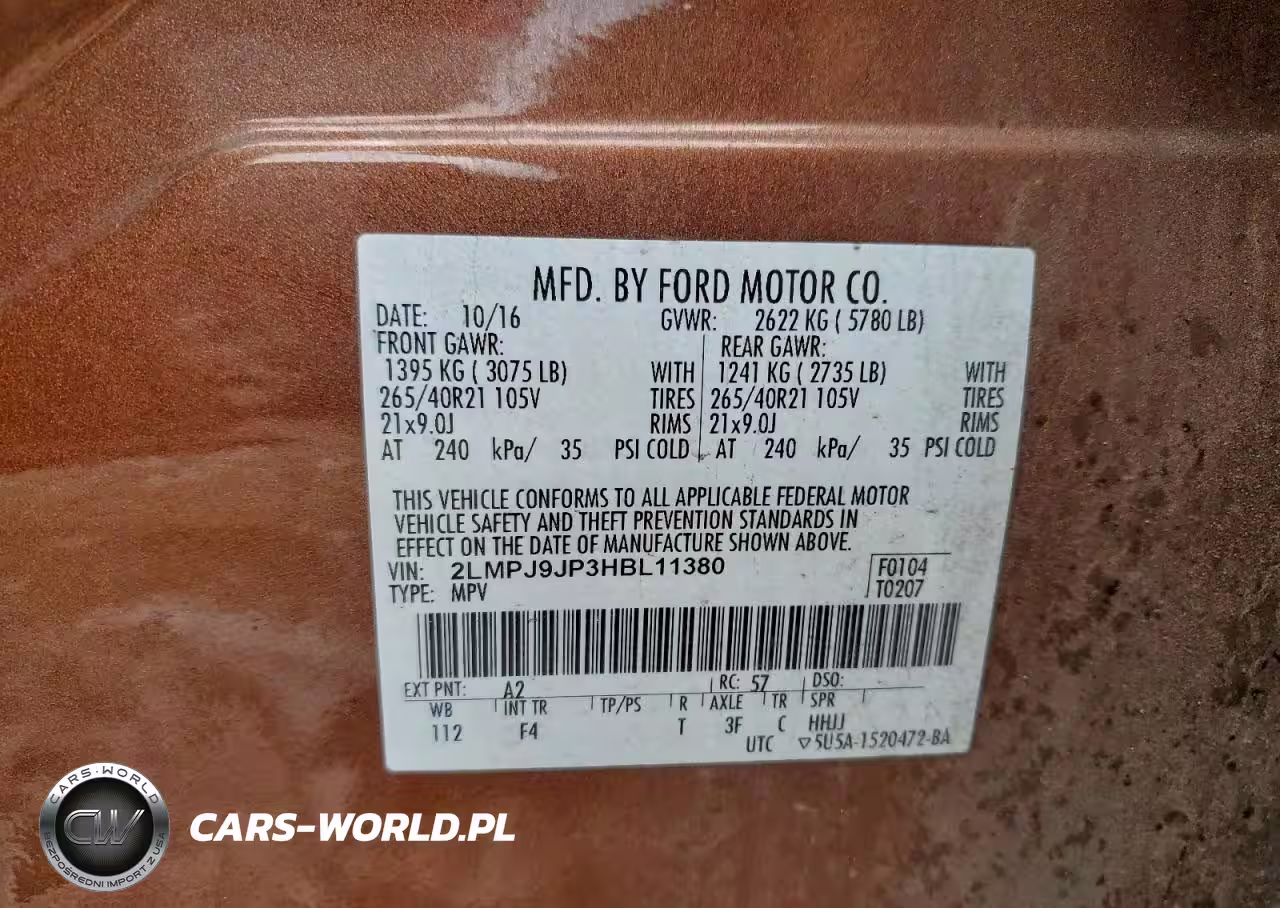 MFD. BY FORD MOTOR CO.
DATE: 10/16 GVWR: 2622 KG ( 5780 LB)
FRONT GAWR: REAR GAWR:
1395 KG ( 3075 LB) WITH 1241 KG ( 2735 LB) WITH
265/40R21 105V TIRES 265/40R21 105V TIRES
21x9.0J RIMS 21x9.0J RIMS
AT 240 kPa/ 35 PSI COLD AT 240 kPa/ 35 PSI COLD
THIS VEHICLE CONFORMS TO ALL APPLICABLE FEDERAL MOTOR
VEHICLE SAFETY AND THEFT PREVENTION STANDARDS IN
EFFECT ON THE DATE OF MANUFACTURE SHOWN ABOVE.
VIN: 2LMPJ9JP3HBL11380 F0104
TYPE: MPV T0207
EXT PNT: A2 RC: 57 DSO:
WB INT TR TP/PS R AXLE TR SPR
112 F4 T 3F C HHJJ
UTC ▽5U5A-1520472-BA
CARS-WORLD
CW
BEZPOŚREDNI IMPORT Z USA
CARS-WORLD.PL